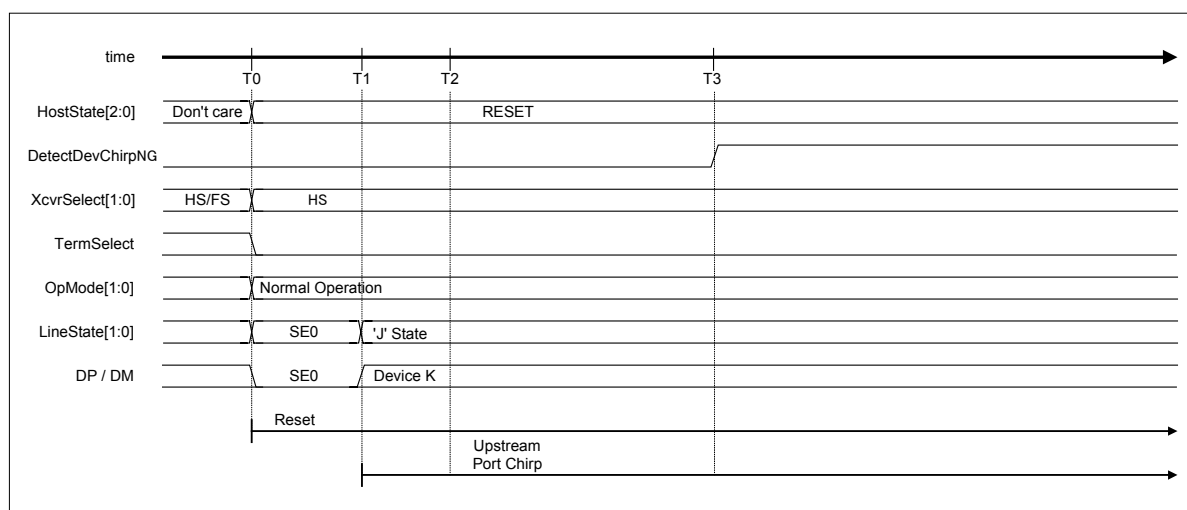 time
T0 T1 T2 T3
HostState[2:0] Don't care RESET
DetectDevChirpNG
XcvrSelect[1:0] HS/FS HS
TermSelect
OpMode[1:0] Normal Operation
LineState[1:0] SE0 'J' State
DP / DM SE0 Device K
Reset
Upstream
Port Chirp